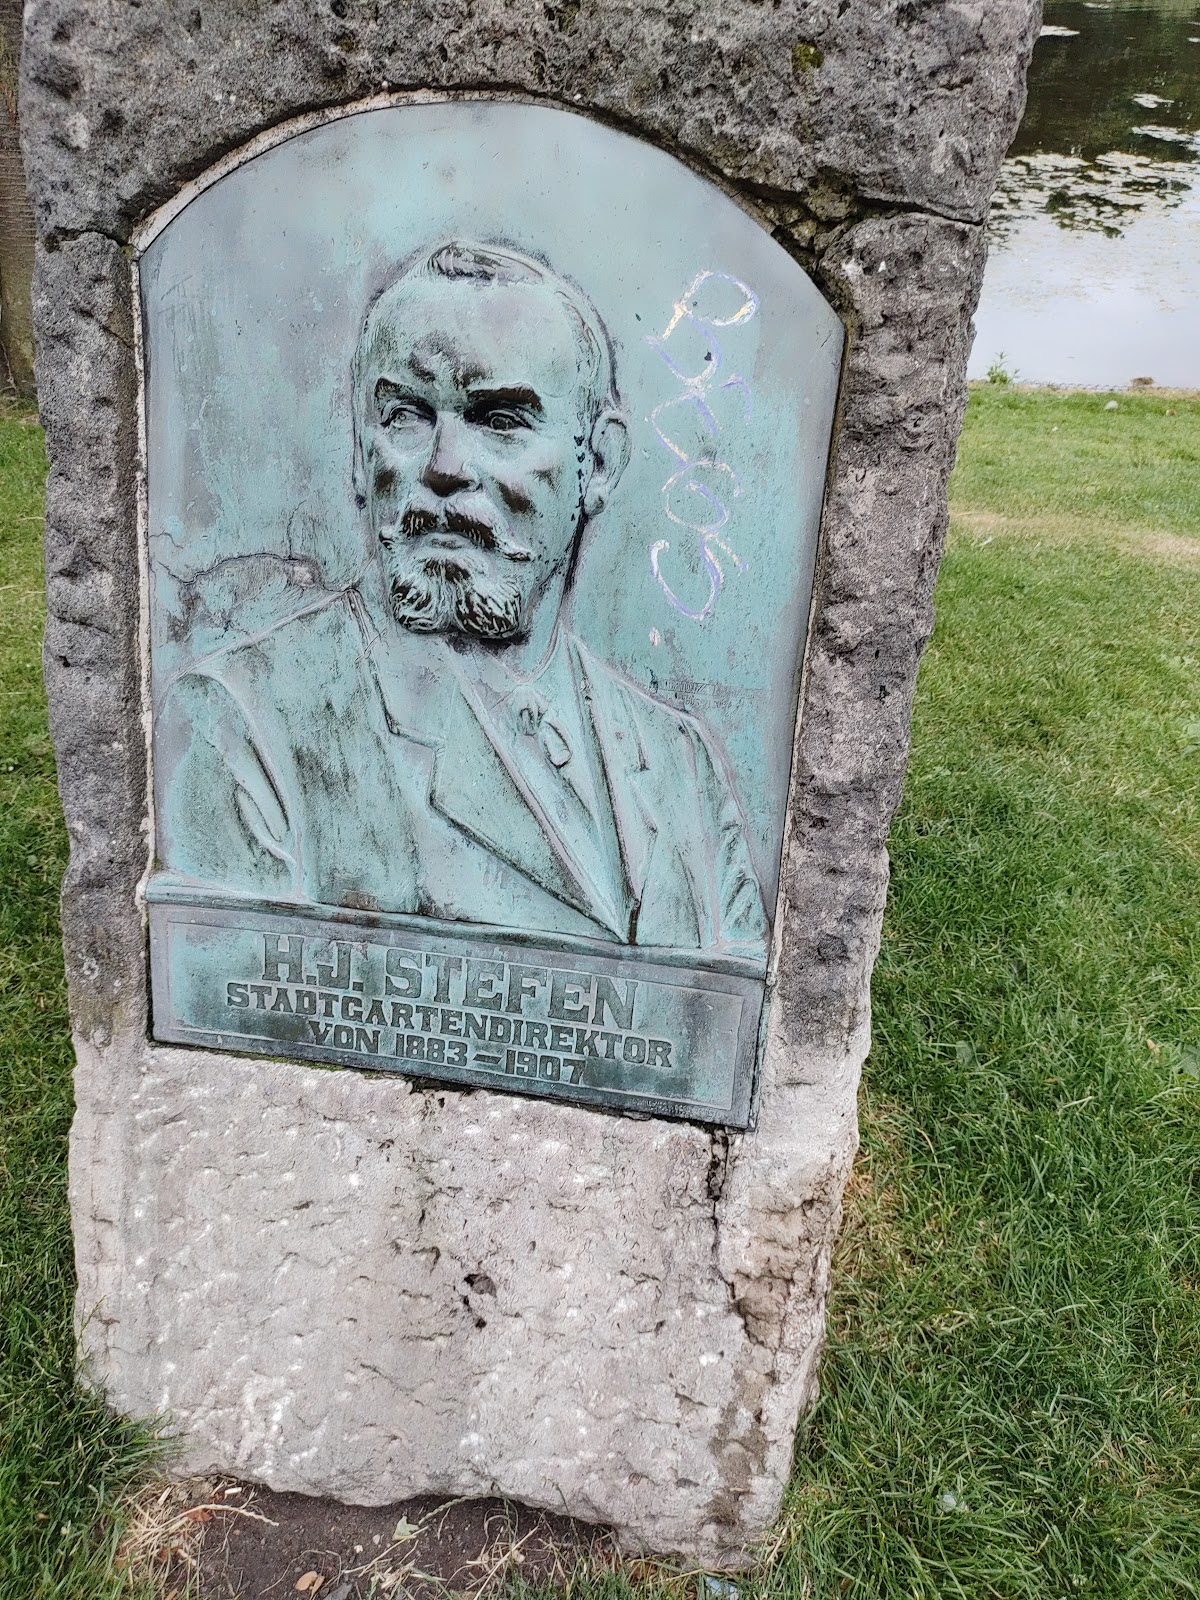 H.J. STEFEN
STADTGARTENDIREKTOR
VON 1883–1907